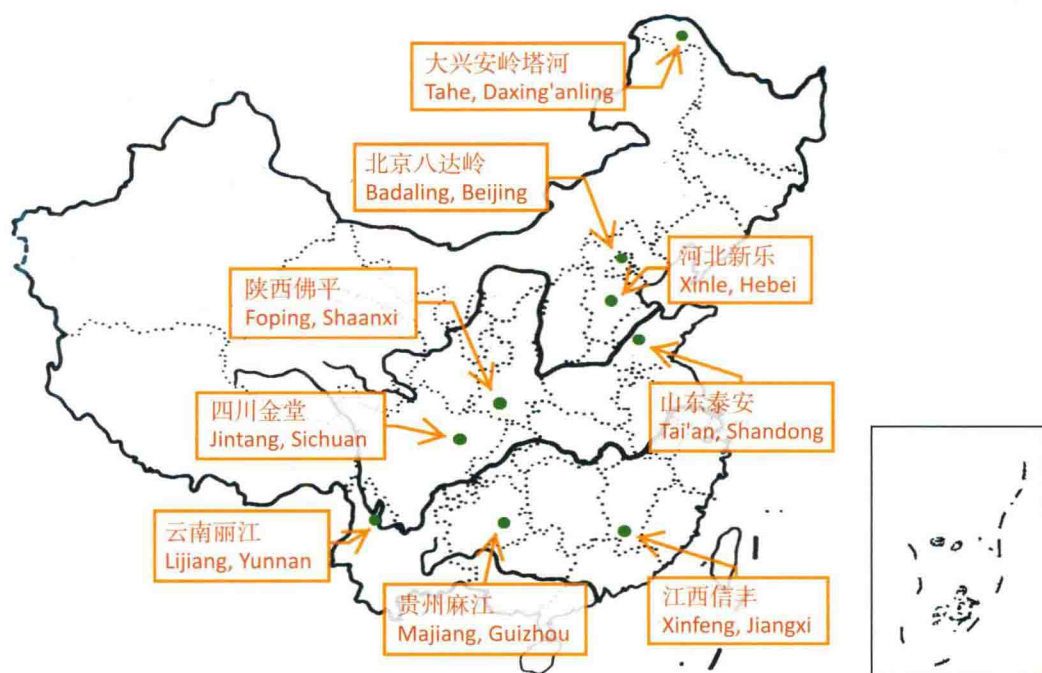 大兴安岭塔河
Tahe, Daxing'anling
北京八达岭
Badaling, Beijing
河北新乐
Xinle, Hebei
陕西佛平
Foping, Shaanxi
四川金堂
Jintang, Sichuan
山东泰安
Tai'an, Shandong
云南丽江
Lijiang, Yunnan
贵州麻江
Majiang, Guizhou
江西信丰
Xinfeng, Jiangxi